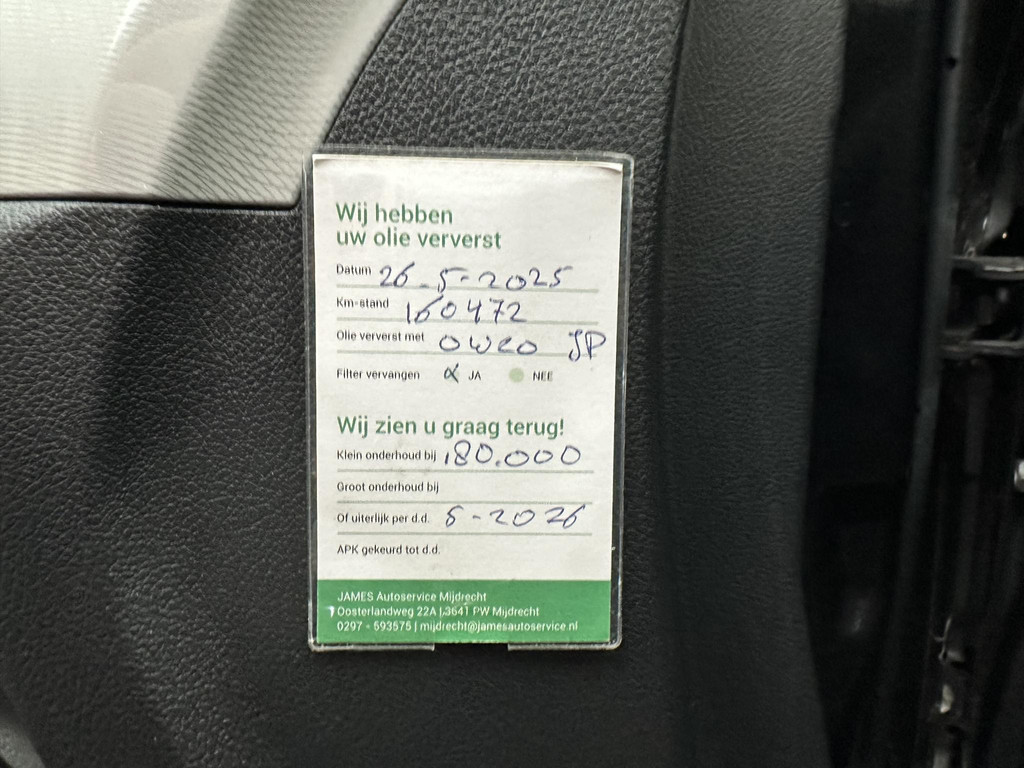 Wij hebben
uw olie ververst
Datum 26-5-2025
Km-stand 160472
Olie ververst met 0W20 JP
Filter vervangen JA NEE
Wij zien u graag terug!
Klein onderhoud bij 180.000
Groot onderhoud bij
Of uiterlijk per d.d. 5-2026
APK gekeurd tot d.d.
JAMES Autoservice Mijdrecht
Oosterlandweg 22A | 3641 PW Mijdrecht
0297 - 593575 | mijdrecht@jamesautoservice.nl